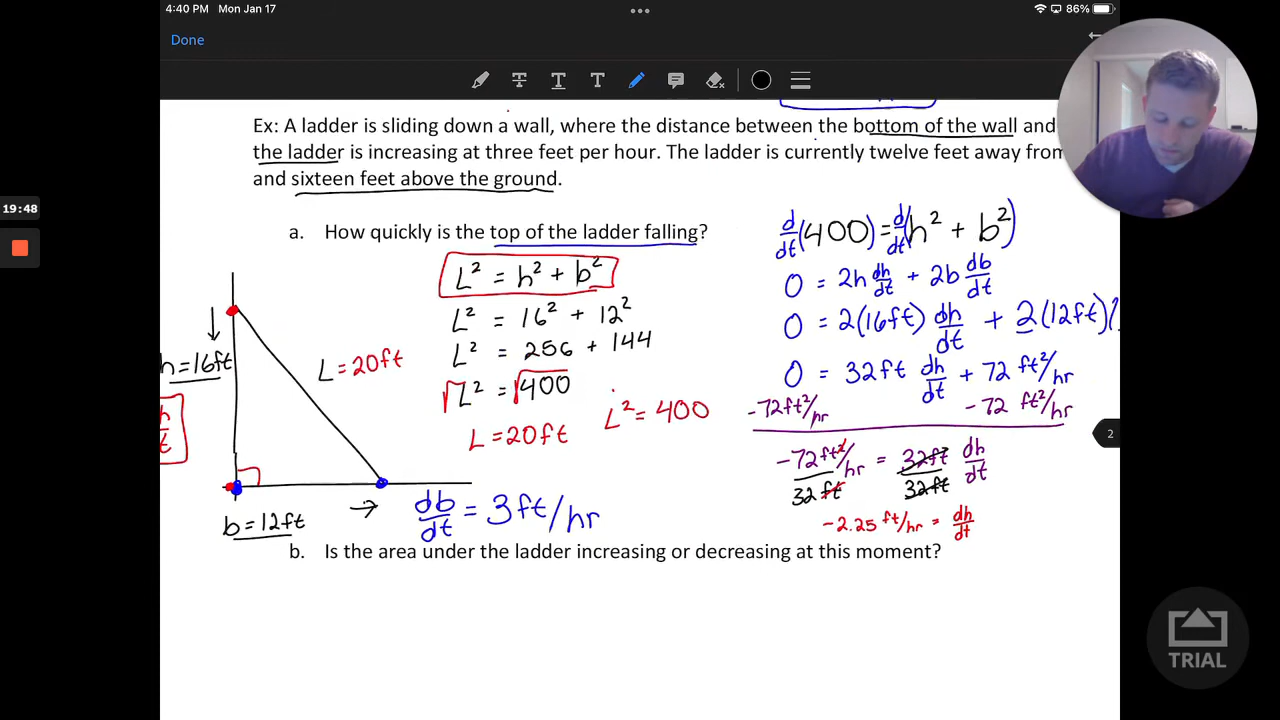 4:40 PM Mon Jan 17
86%
Done
T T T
19:48
Ex: A ladder is sliding down a wall, where the distance between the bottom of the wall and
the ladder is increasing at three feet per hour. The ladder is currently twelve feet away from
and sixteen feet above the ground.
a. How quickly is the top of the ladder falling?
h = 16ft
L = 20ft
b = 12ft
db/dt = 3 ft/hr
L² = h² + b²
L² = 16² + 12²
L² = 256 + 144
√L² = √400
L = 20ft
L² = 400
d/dt(400) = d/dt(h² + b²)
0 = 2h dh/dt + 2b db/dt
0 = 2(16ft) dh/dt + 2(12ft)(
0 = 32ft dh/dt + 72 ft²/hr
-72ft²/hr -72 ft²/hr
-72ft²/hr / 32ft = 32ft/32ft dh/dt
-2.25 ft/hr = dh/dt
b. Is the area under the ladder increasing or decreasing at this moment?
2
TRIAL